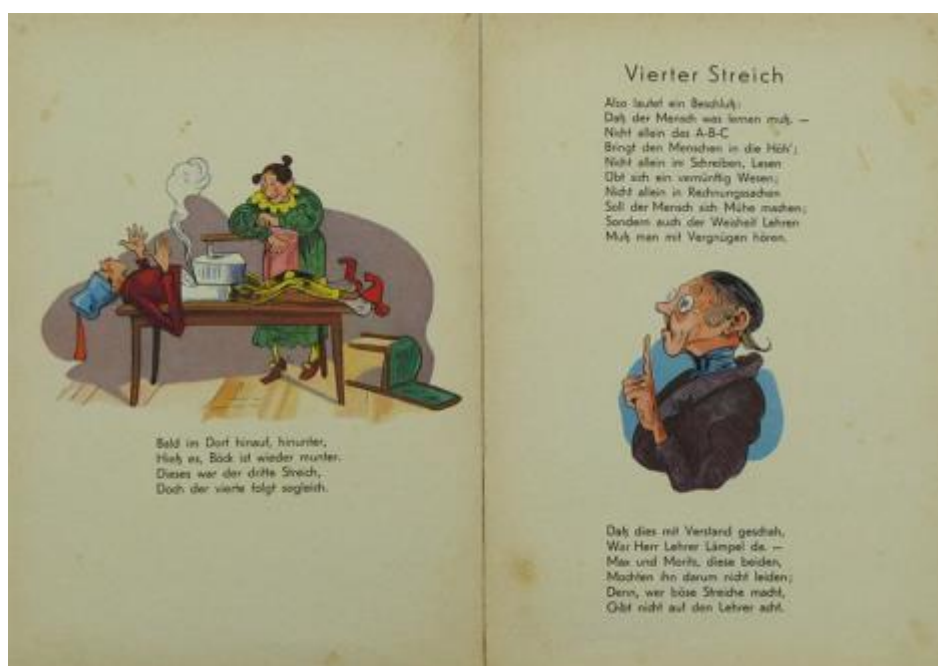 Bald im Dorf hinauf, hinunter,
Hieß es, Böck ist wieder munter.
Dieses war der dritte Streich,
Doch der vierte folgt sogleich.
Vierter Streich
Also lautet ein Beschluß:
Daß der Mensch was lernen muß. —
Nicht allein das A-B-C
Bringt den Menschen in die Höh';
Nicht allein im Schreiben, Lesen
Übt sich ein vernünftig Wesen;
Nicht allein in Rechnungssachen
Soll der Mensch sich Mühe machen;
Sondern auch der Weisheit Lehren
Muß man mit Vergnügen hören.
Daß dies mit Verstand geschah,
War Herr Lehrer Lämpel da. —
Max und Moritz, diese beiden,
Mochten ihn darum nicht leiden;
Denn, wer böse Streiche macht,
Gibt nicht auf den Lehrer acht.